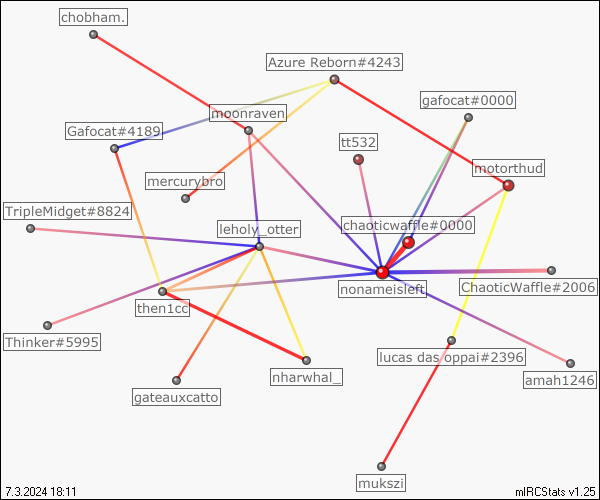 chobham.
Azure Reborn#4243
gafocat#0000
moonraven
Gafocat#4189
tt532
motorthud
mercurybro
TripleMidget#8824
leholy_otter
chaoticwaffle#0000
nonameisleft
ChaoticWaffle#2006
then1cc
Thinker#5995
lucas das oppai#2396
nharwhal_
amah1246
gateauxcatto
mukszi
7.3.2024 18:11
mIRCStats v1.25